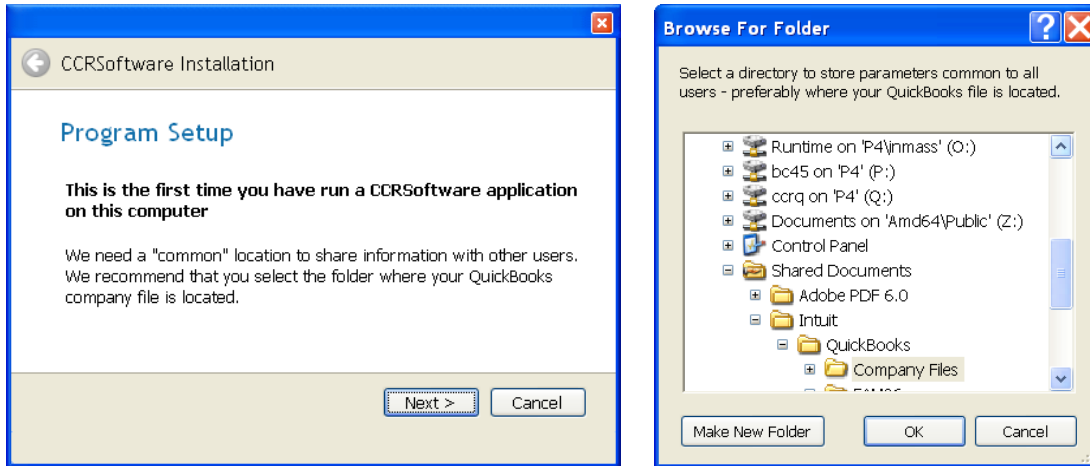 CCRSoftware Installation
Program Setup
This is the first time you have run a CCRSoftware application
on this computer
We need a "common" location to share information with other users.
We recommend that you select the folder where your QuickBooks
company file is located.
Next >
Cancel
Browse For Folder
Select a directory to store parameters common to all
users - preferably where your QuickBooks file is located.
Runtime on 'P4\inmass' (O:)
bc45 on 'P4' (P:)
ccrq on 'P4' (Q:)
Documents on 'Amd64\Public' (Z:)
Control Panel
Shared Documents
Adobe PDF 6.0
Intuit
QuickBooks
Company Files
Make New Folder
OK
Cancel